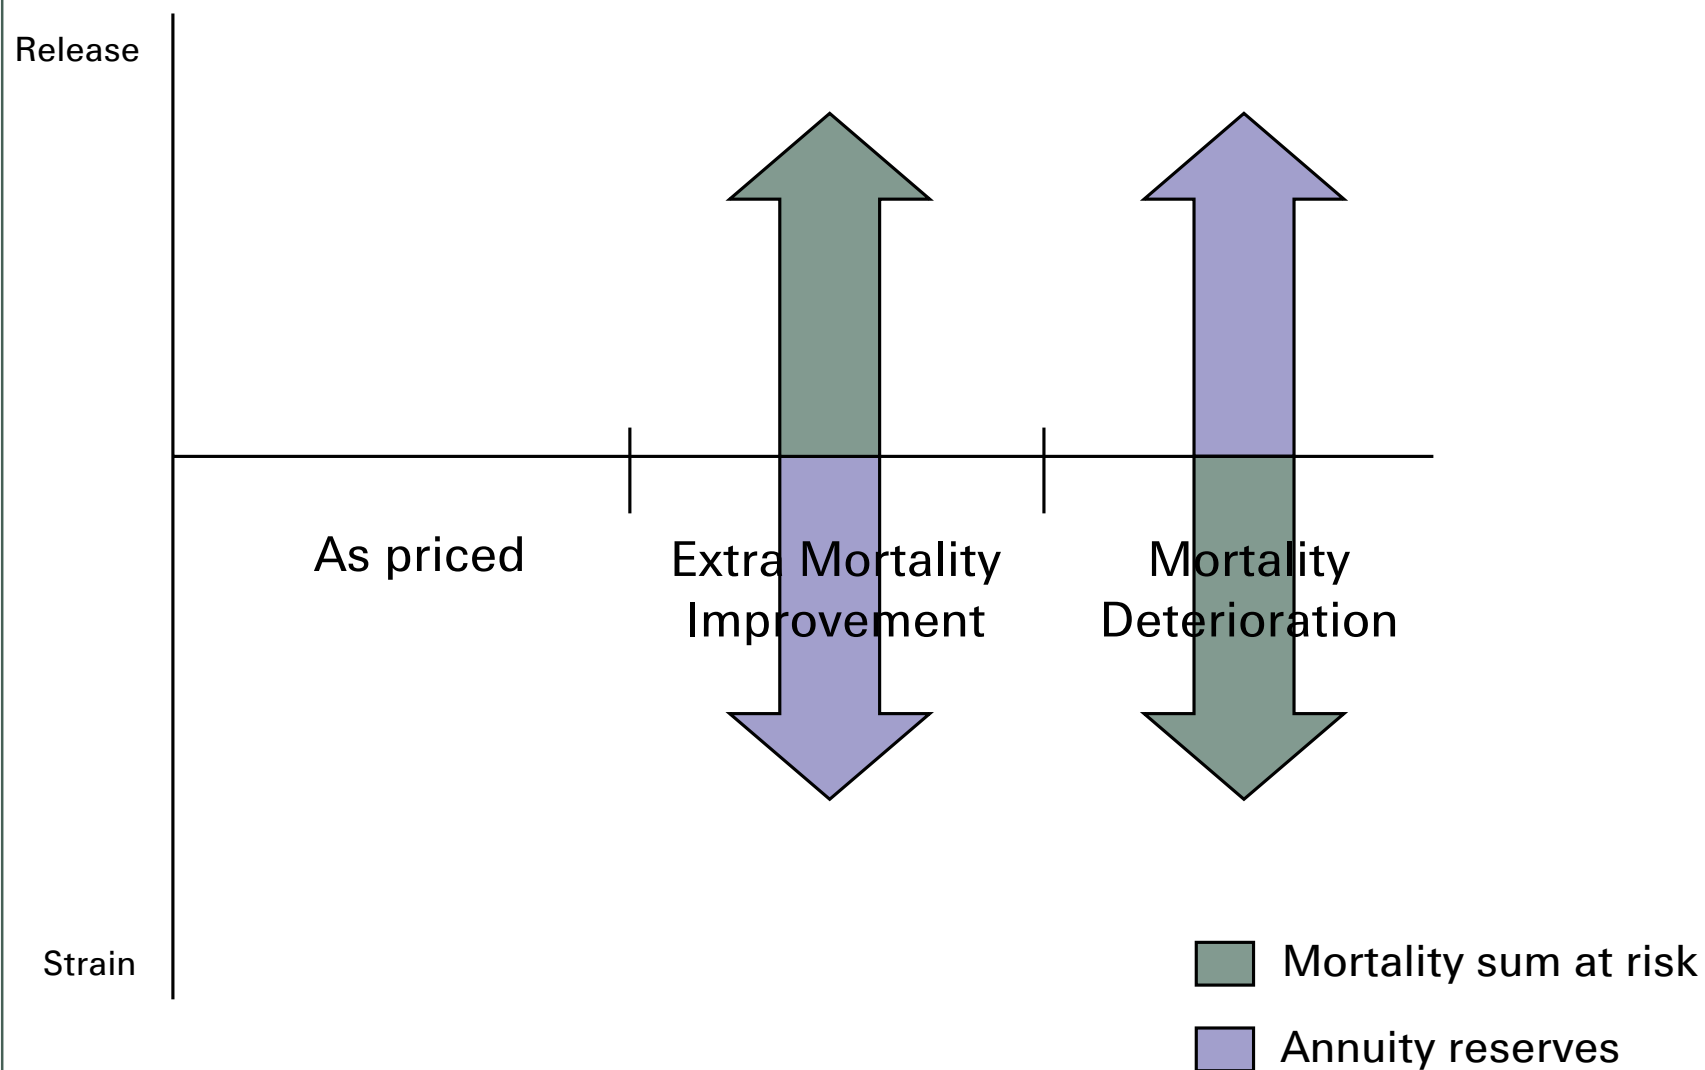 Release
As priced
Extra Mortality
Improvement
Mortality
Deterioration
Strain
Mortality sum at risk
Annuity reserves